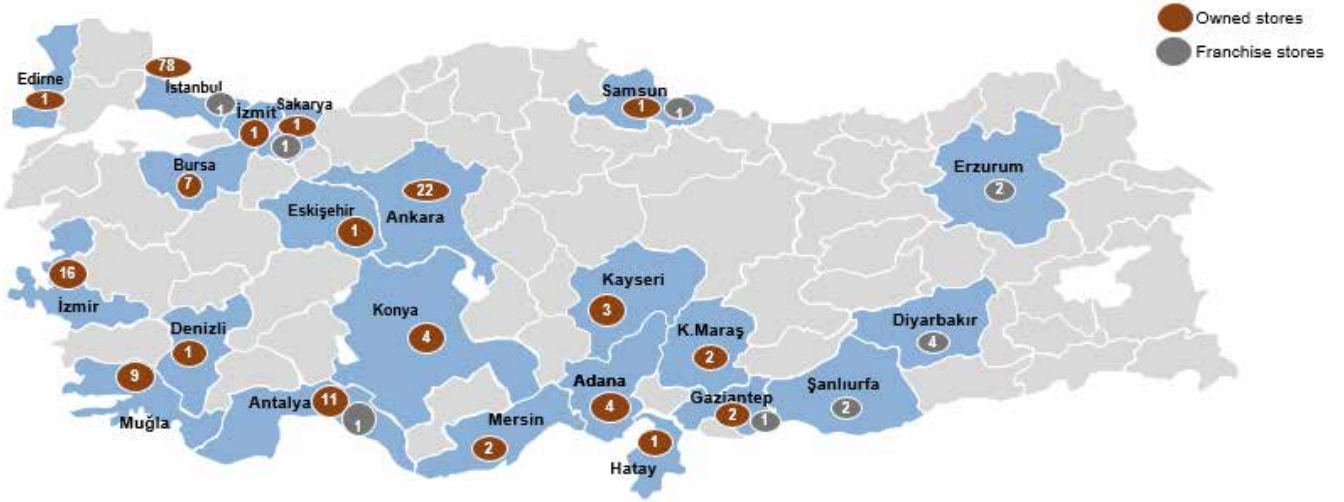 Owned stores
Franchise stores
Edirne
1
78
İstanbul
1
İzmit
1
Sakarya
1
1
Samsun
1
1
Bursa
7
Erzurum
2
Eskişehir
1
22
Ankara
16
İzmir
Kayseri
3
Konya
4
Denizli
1
K.Maraş
2
Diyarbakır
4
9
Muğla
Antalya
11
1
Adana
4
Gaziantep
2
1
Şanlıurfa
2
Mersin
2
1
Hatay